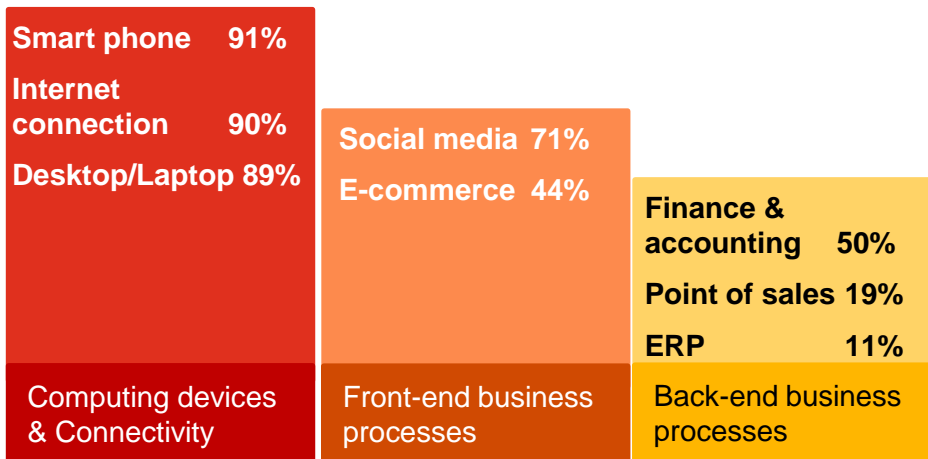 Smart phone 91%
Internet
connection 90%
Desktop/Laptop 89%
Computing devices
& Connectivity
Social media 71%
E-commerce 44%
Front-end business
processes
Finance &
accounting 50%
Point of sales 19%
ERP 11%
Back-end business
processes